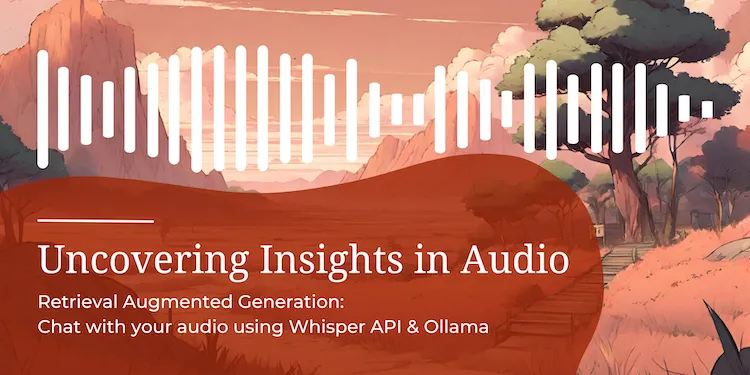 Uncovering Insights in Audio
Retrieval Augmented Generation:
Chat with your audio using Whisper API & Ollama